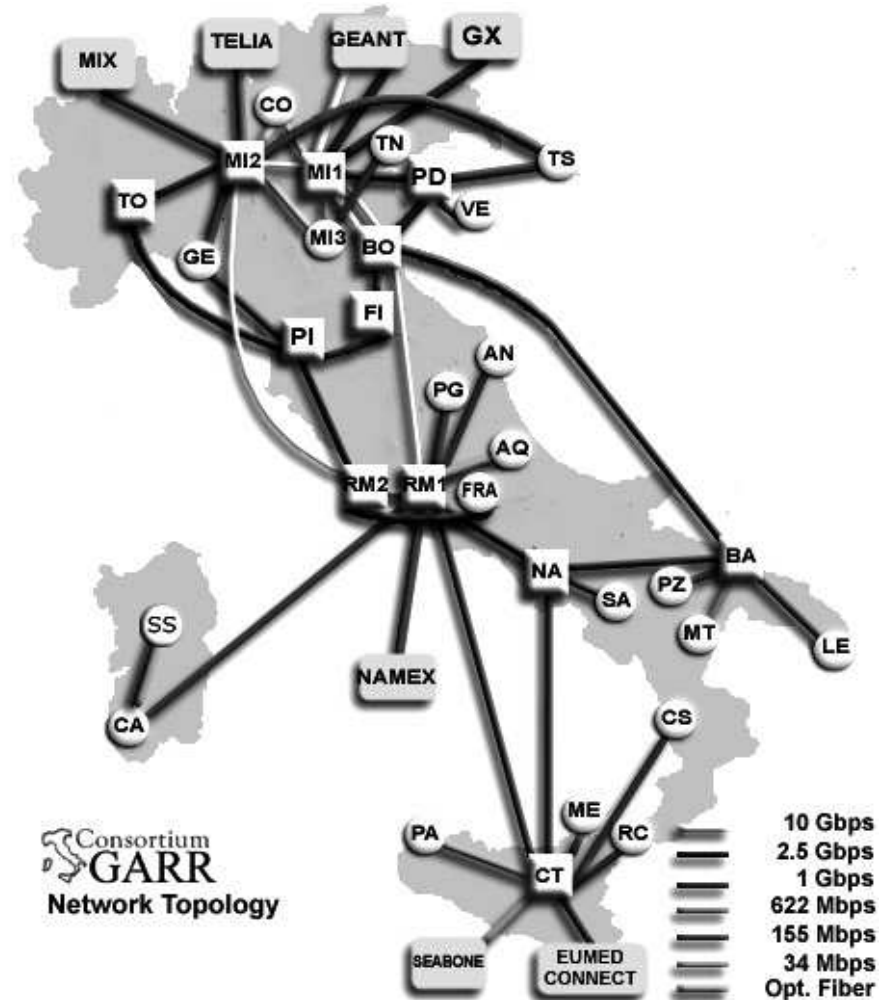 MIX
TELIA
GEANT
GX
CO
TN
MI2
MI1
PD
TS
TO
VE
MI3
BO
GE
FI
PI
AN
PG
AQ
RM2
RM1
FRA
NA
BA
PZ
SA
MT
LE
SS
NAMEX
CA
CS
ME
PA
RC
CT
SEABONE
EUMED
CONNECT
Consortium
GARR
Network Topology
10 Gbps
2.5 Gbps
1 Gbps
622 Mbps
155 Mbps
34 Mbps
Opt. Fiber